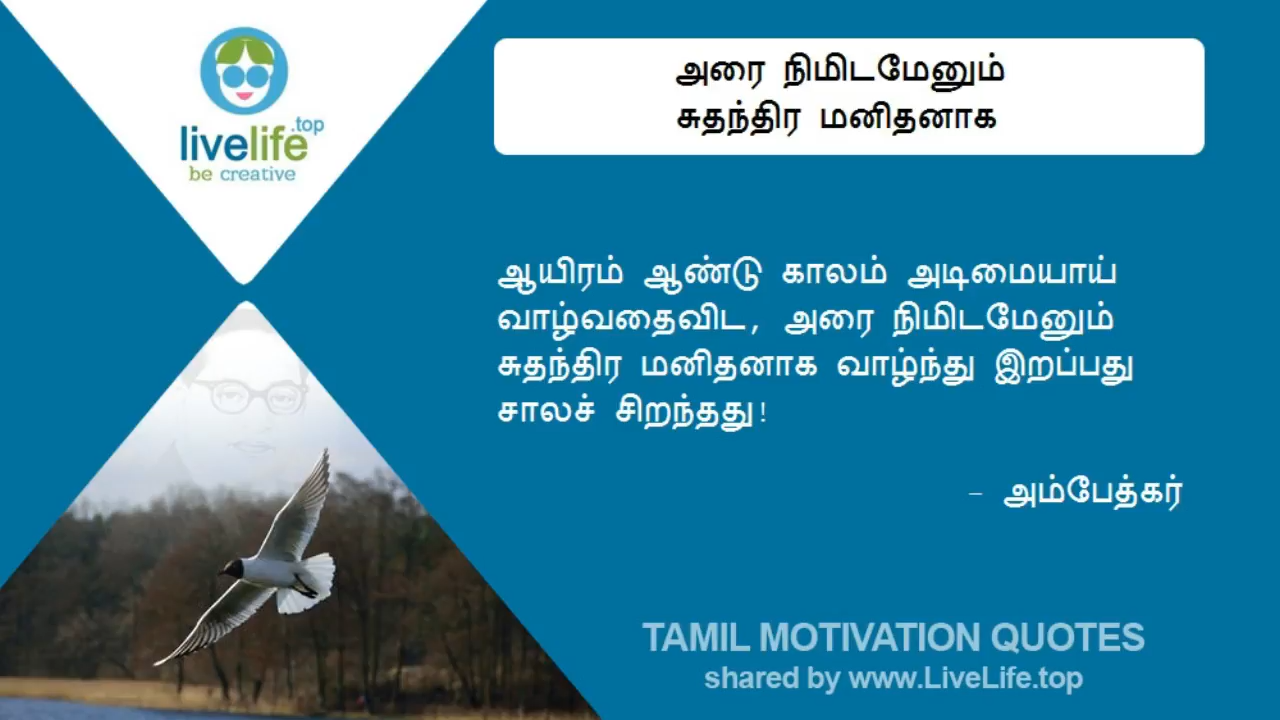 .top
livelife
be creative
அரை நிமிடமேனும்
சுதந்திர மனிதனாக
ஆயிரம் ஆண்டு காலம் அடிமையாய்
வாழ்வதைவிட, அரை நிமிடமேனும்
சுதந்திர மனிதனாக வாழ்ந்து இறப்பது
சாலச் சிறந்தது!
- அம்பேத்கர்
TAMIL MOTIVATION QUOTES
shared by www.LiveLife.top